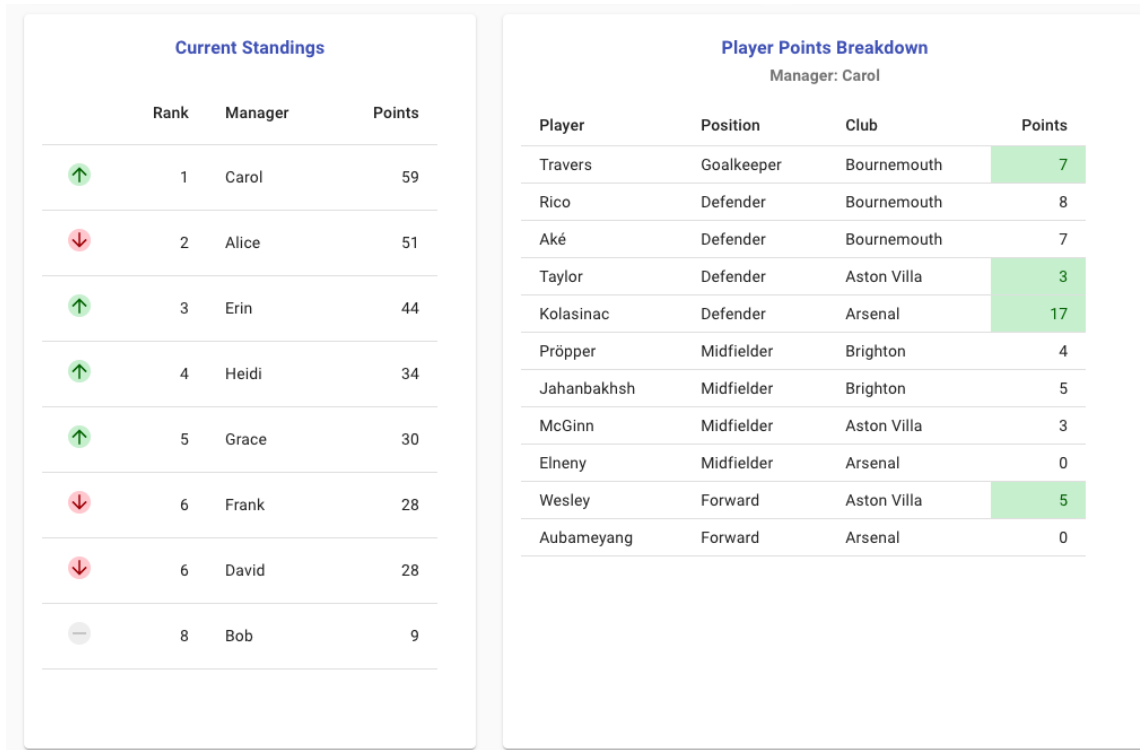 Current Standings
Rank Manager Points
1 Carol 59
2 Alice 51
3 Erin 44
4 Heidi 34
5 Grace 30
6 Frank 28
6 David 28
8 Bob 9
Player Points Breakdown
Manager: Carol
Player Position Club Points
Travers Goalkeeper Bournemouth 7
Rico Defender Bournemouth 8
Aké Defender Bournemouth 7
Taylor Defender Aston Villa 3
Kolasinac Defender Arsenal 17
Pröpper Midfielder Brighton 4
Jahanbakhsh Midfielder Brighton 5
McGinn Midfielder Aston Villa 3
Elneny Midfielder Arsenal 0
Wesley Forward Aston Villa 5
Aubameyang Forward Arsenal 0